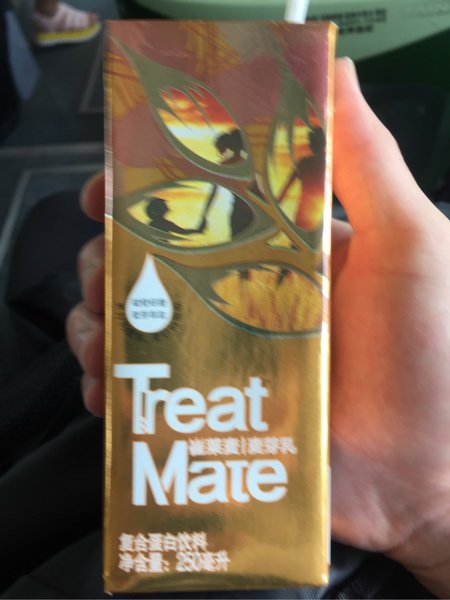 Treat
崔莱麦|麦芽乳
Mate
复合蛋白饮料
净含量：250毫升